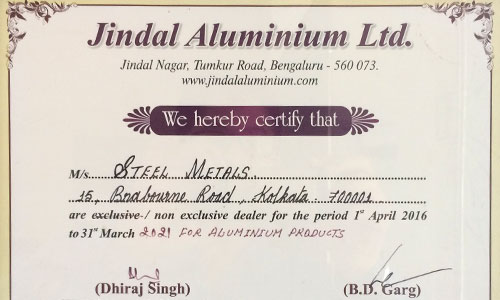 Jindal Aluminium Ltd.
Jindal Nagar, Tumkur Road, Bengaluru - 560 073.
www.jindalaluminium.com
We hereby certify that
M/s STEEL METALS.
15, Brabourne Road, Kolkata - 700001
are exclusive / non exclusive dealer for the period 1st April 2016
to 31st March 2021 FOR ALUMINIUM PRODUCTS
(Dhiraj Singh) (B.D. Garg)